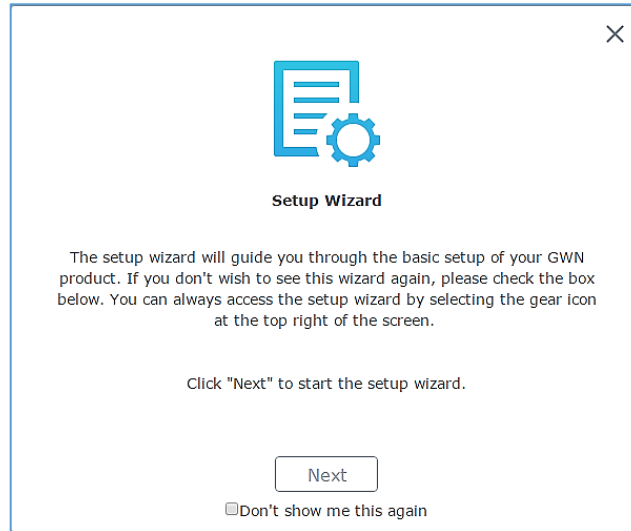 Setup Wizard
The setup wizard will guide you through the basic setup of your GWN
product. If you don't wish to see this wizard again, please check the box
below. You can always access the setup wizard by selecting the gear icon
at the top right of the screen.
Click "Next" to start the setup wizard.
Next
Don't show me this again